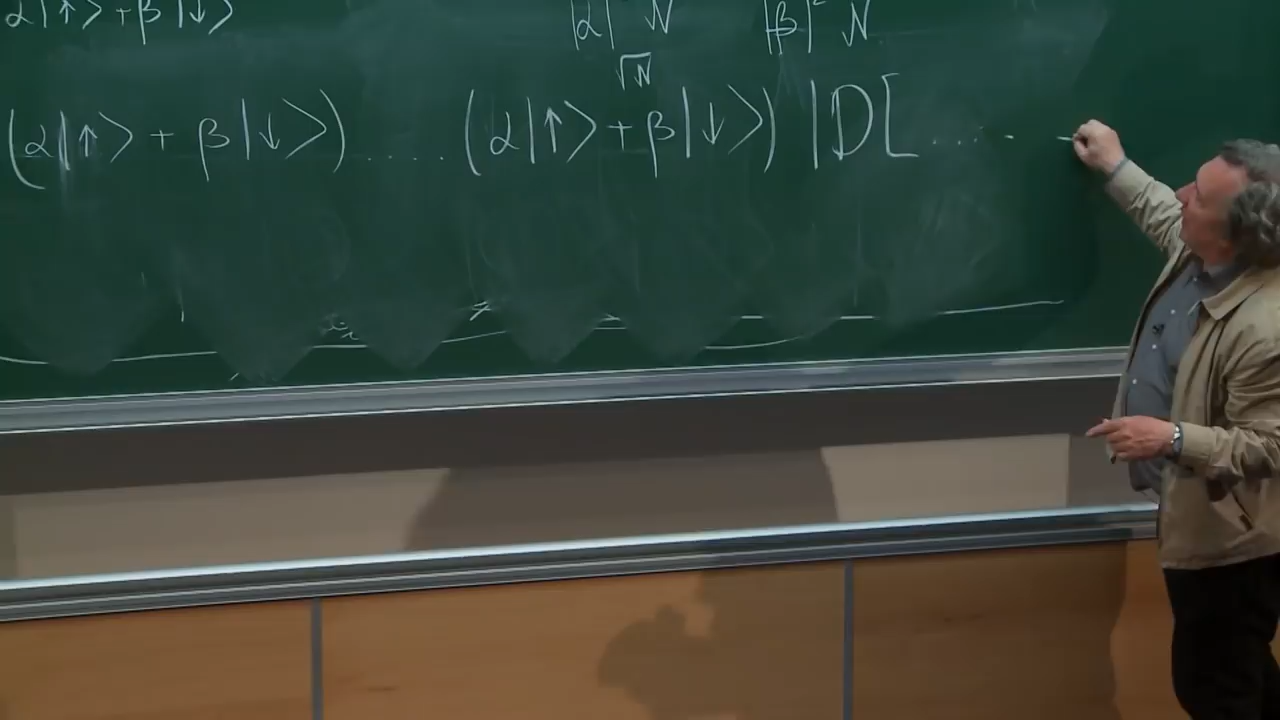 α|↑⟩ + β|↓⟩ |α|² N |β|² N
√N
(α|↑⟩ + β|↓⟩) ..... (α|↑⟩ + β|↓⟩) |D[ .....